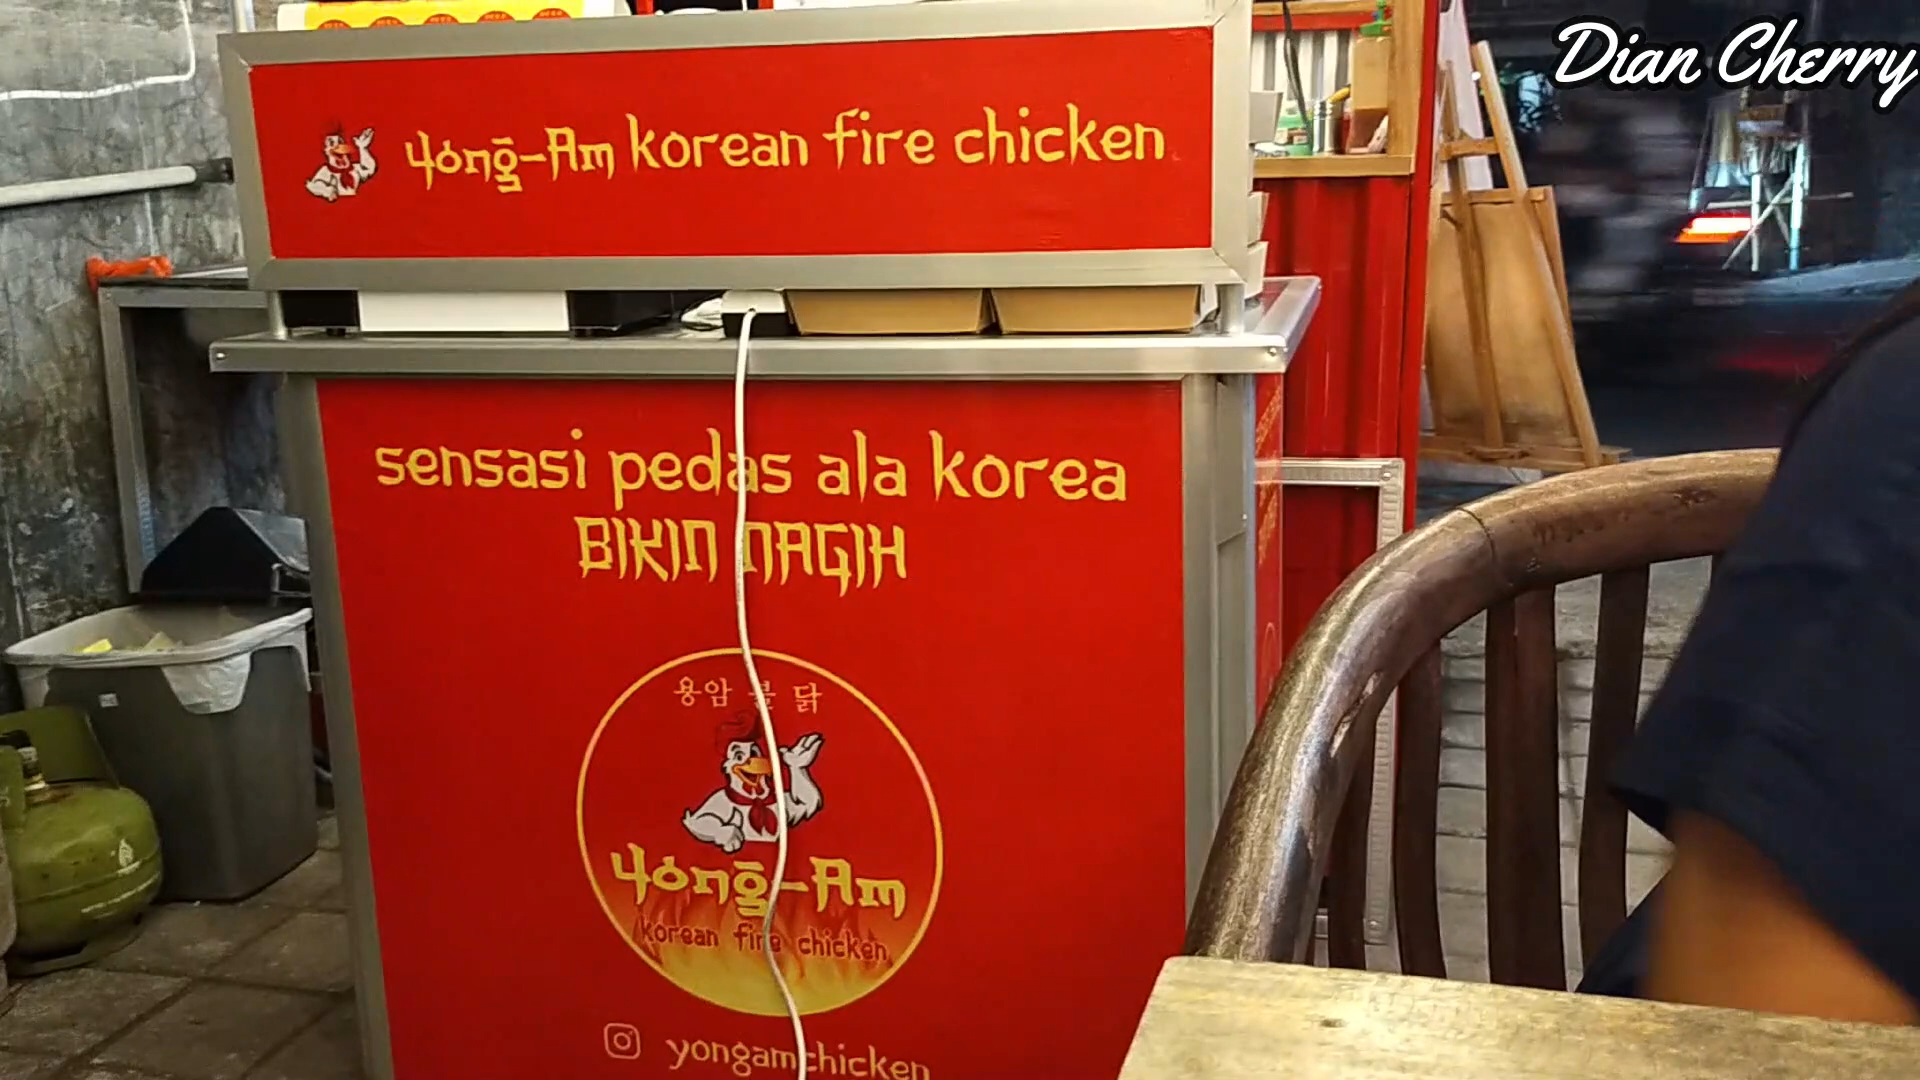 Dian Cherry
Yong-Am korean fire chicken
sensasi pedas ala korea
BIKIN NAGIH
용암 불 닭
Yong-Am
korean fire chicken
yongamchicken